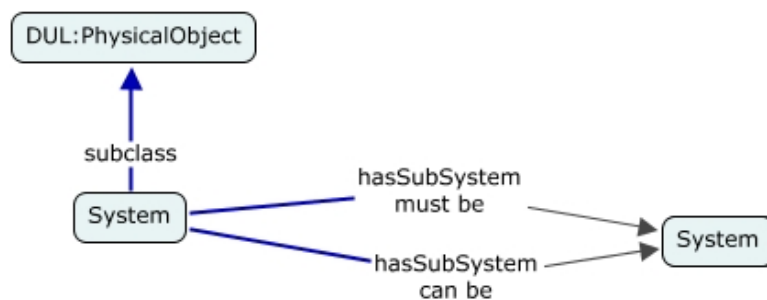 DUL:PhysicalObject
subclass
hasSubSystem
must be
System
System
hasSubSystem
can be